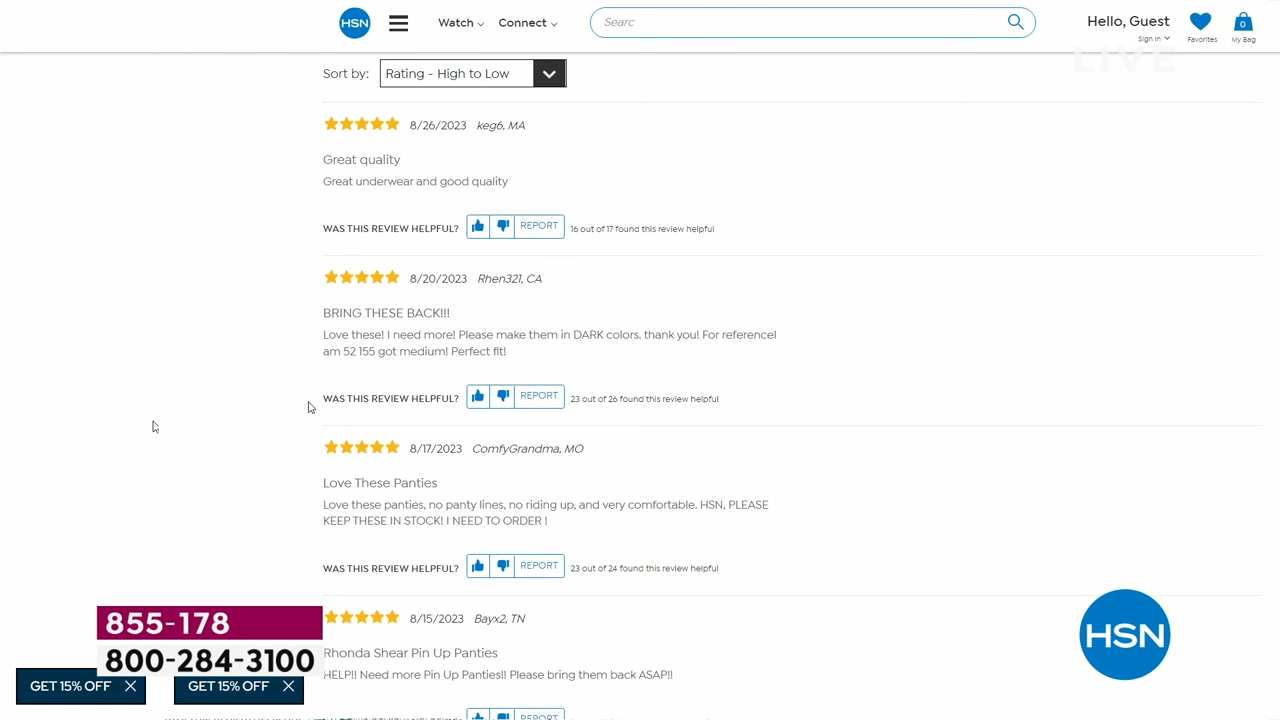 HSN
Watch
Connect
Searc
Hello, Guest
Sign in
Favorites
0
My Bag
LIVE
Sort by:
Rating - High to Low
8/26/2023 keg6, MA
Great quality
Great underwear and good quality
WAS THIS REVIEW HELPFUL?
REPORT
16 out of 17 found this review helpful
8/20/2023 Rhen321, CA
BRING THESE BACK!!!
Love these! I need more! Please make them in DARK colors. thank you! For referenceI
am 52 155 got medium! Perfect fit!
WAS THIS REVIEW HELPFUL?
REPORT
23 out of 26 found this review helpful
8/17/2023 ComfyGrandma, MO
Love These Panties
Love these panties, no panty lines, no riding up, and very comfortable. HSN, PLEASE
KEEP THESE IN STOCK! I NEED TO ORDER !
WAS THIS REVIEW HELPFUL?
REPORT
23 out of 24 found this review helpful
8/15/2023 Bayx2, TN
Rhonda Shear Pin Up Panties
HELP!! Need more Pin Up Panties!! Please bring them back ASAP!!
REPORT
855-178
800-284-3100
GET 15% OFF
GET 15% OFF
HSN